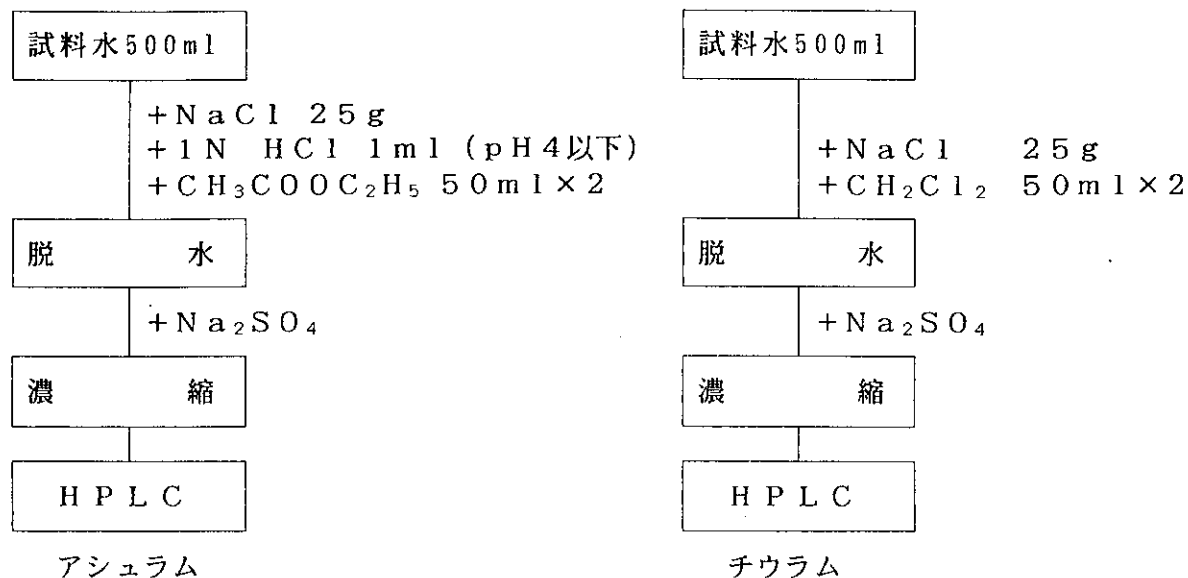 試料水500ml
+NaCl 25g
+1N HCl 1ml (pH4以下)
+CH₃COOC₂H₅ 50ml×2
脱 水
+Na₂SO₄
濃 縮
HPLC
アシュラム
試料水500ml
+NaCl 25g
+CH₂Cl₂ 50ml×2
脱 水
+Na₂SO₄
濃 縮
HPLC
チウラム